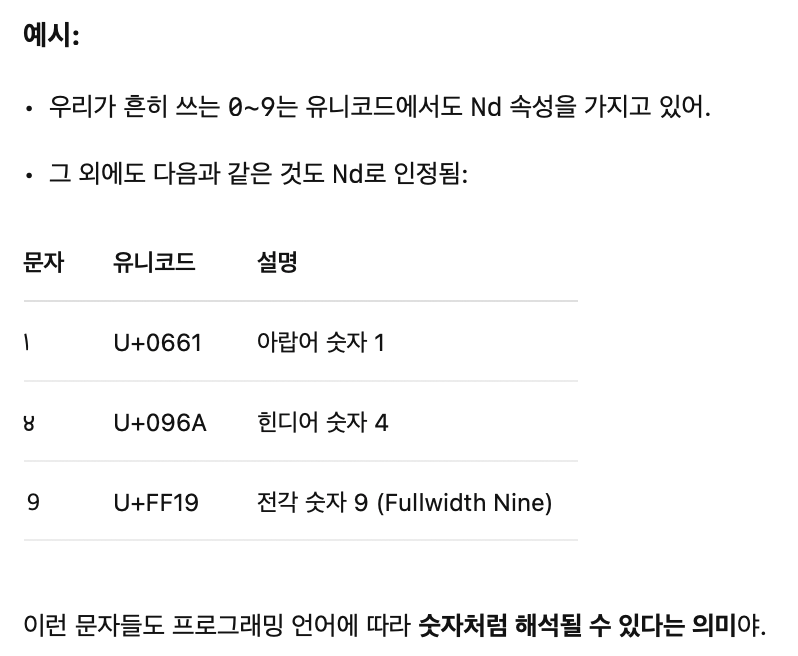 예시:
• 우리가 흔히 쓰는 0~9는 유니코드에서도 Nd 속성을 가지고 있어.
• 그 외에도 다음과 같은 것도 Nd로 인정됨:
문자 유니코드 설명
١ U+0661 아랍어 숫자 1
४ U+096A 힌디어 숫자 4
９ U+FF19 전각 숫자 9 (Fullwidth Nine)
이런 문자들도 프로그래밍 언어에 따라 숫자처럼 해석될 수 있다는 의미야.